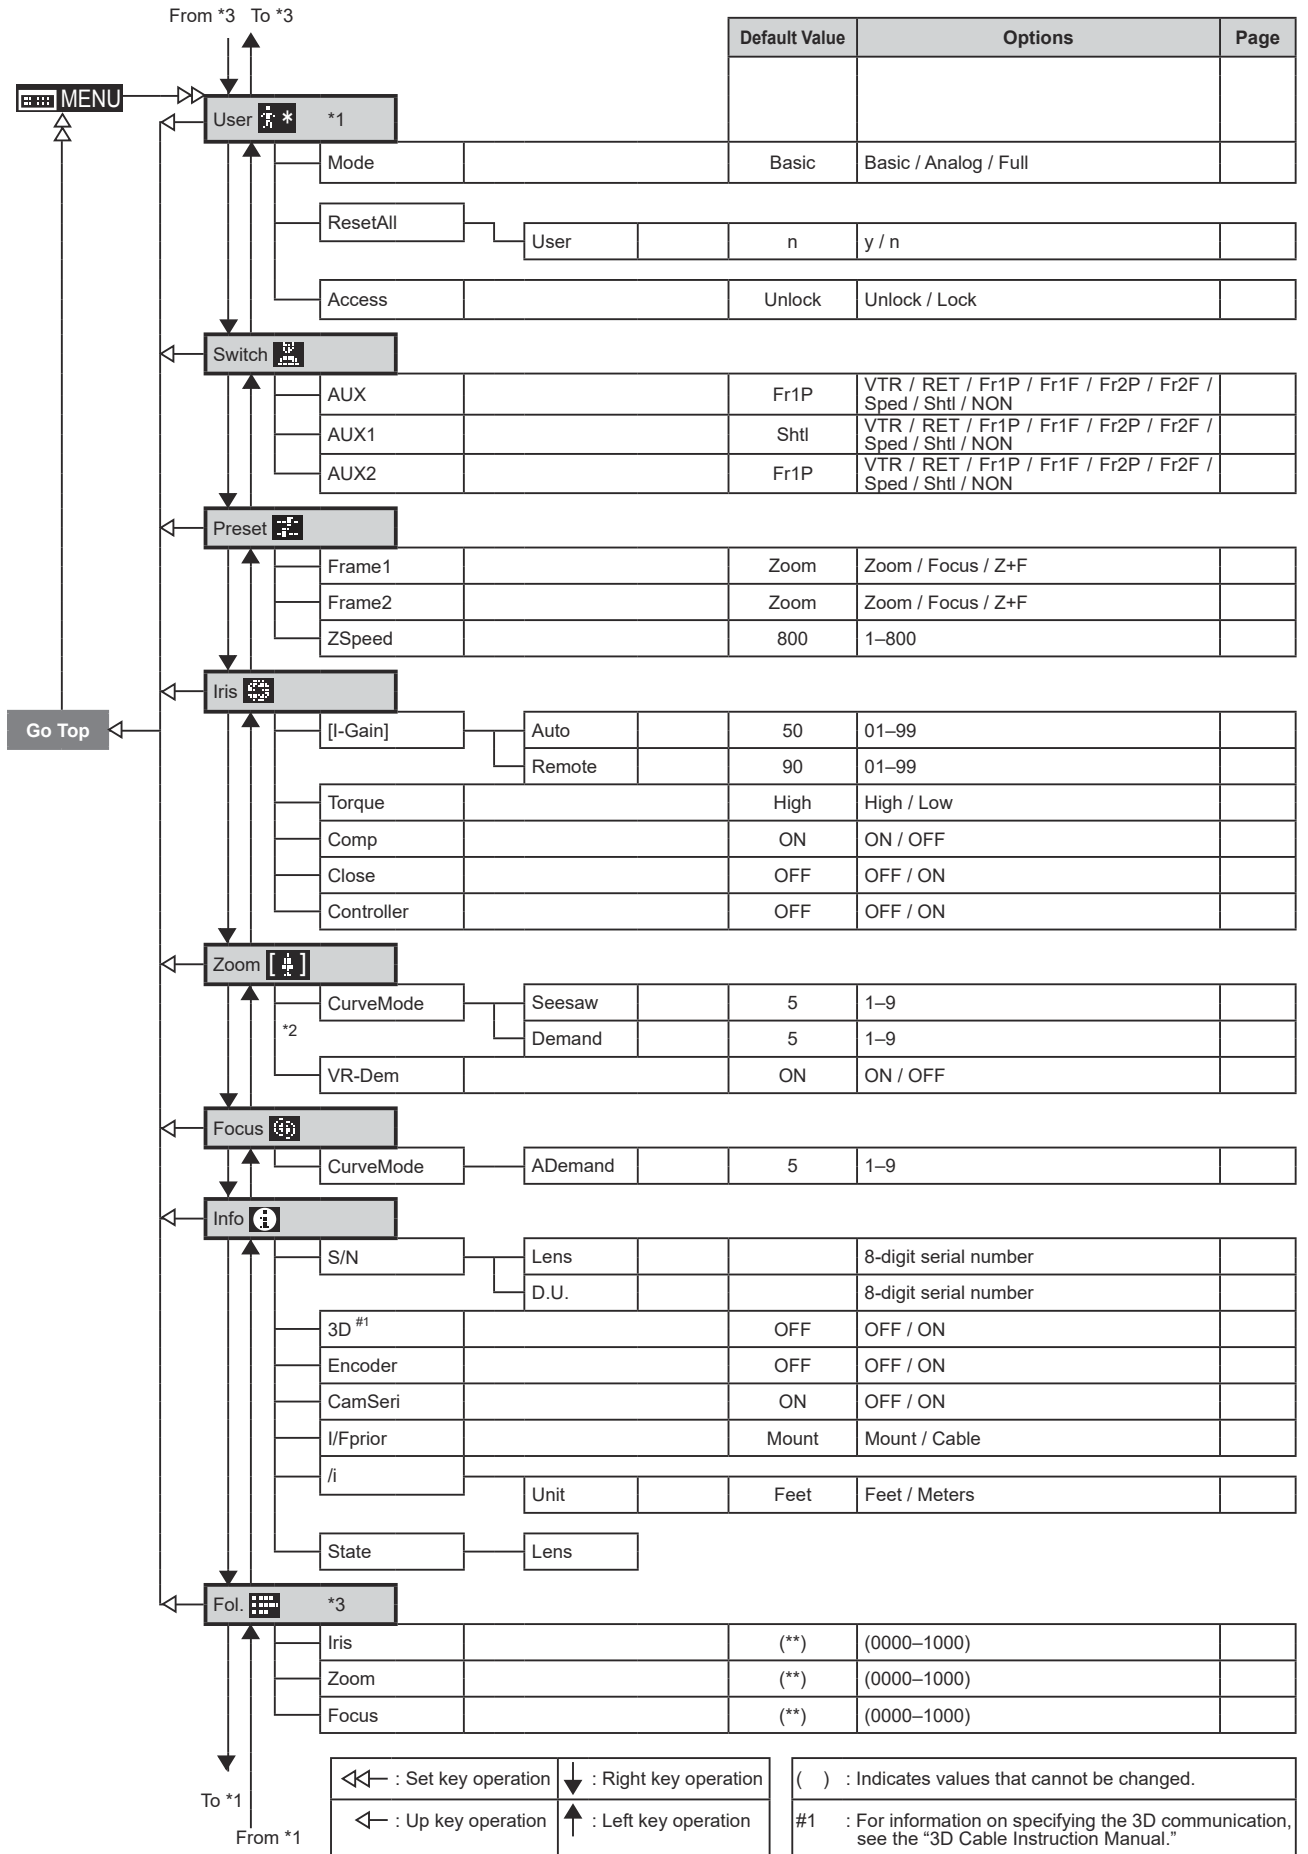 From *3 To *3
Default Value Options Page
MENU
User * *1
Mode Basic Basic / Analog / Full
ResetAll
User n y / n
Access Unlock Unlock / Lock
Switch
AUX Fr1P VTR / RET / Fr1P / Fr1F / Fr2P / Fr2F /
Sped / Shtl / NON
AUX1 Shtl VTR / RET / Fr1P / Fr1F / Fr2P / Fr2F /
Sped / Shtl / NON
AUX2 Fr1P VTR / RET / Fr1P / Fr1F / Fr2P / Fr2F /
Sped / Shtl / NON
Preset
Frame1 Zoom Zoom / Focus / Z+F
Frame2 Zoom Zoom / Focus / Z+F
ZSpeed 800 1–800
Iris
Go Top
[I-Gain] Auto 50 01–99
Remote 90 01–99
Torque High High / Low
Comp ON ON / OFF
Close OFF OFF / ON
Controller OFF OFF / ON
Zoom
CurveMode Seesaw 5 1–9
*2
Demand 5 1–9
VR-Dem ON ON / OFF
Focus
CurveMode ADemand 5 1–9
Info
S/N Lens 8-digit serial number
D.U. 8-digit serial number
3D #1 OFF OFF / ON
Encoder OFF OFF / ON
CamSeri ON OFF / ON
I/Fprior Mount Mount / Cable
/i
Unit Feet Feet / Meters
State Lens
Fol. *3
Iris (**) (0000–1000)
Zoom (**) (0000–1000)
Focus (**) (0000–1000)
To *1
From *1
: Set key operation : Right key operation
: Up key operation : Left key operation
( ) : Indicates values that cannot be changed.
#1 : For information on specifying the 3D communication,
see the “3D Cable Instruction Manual.”